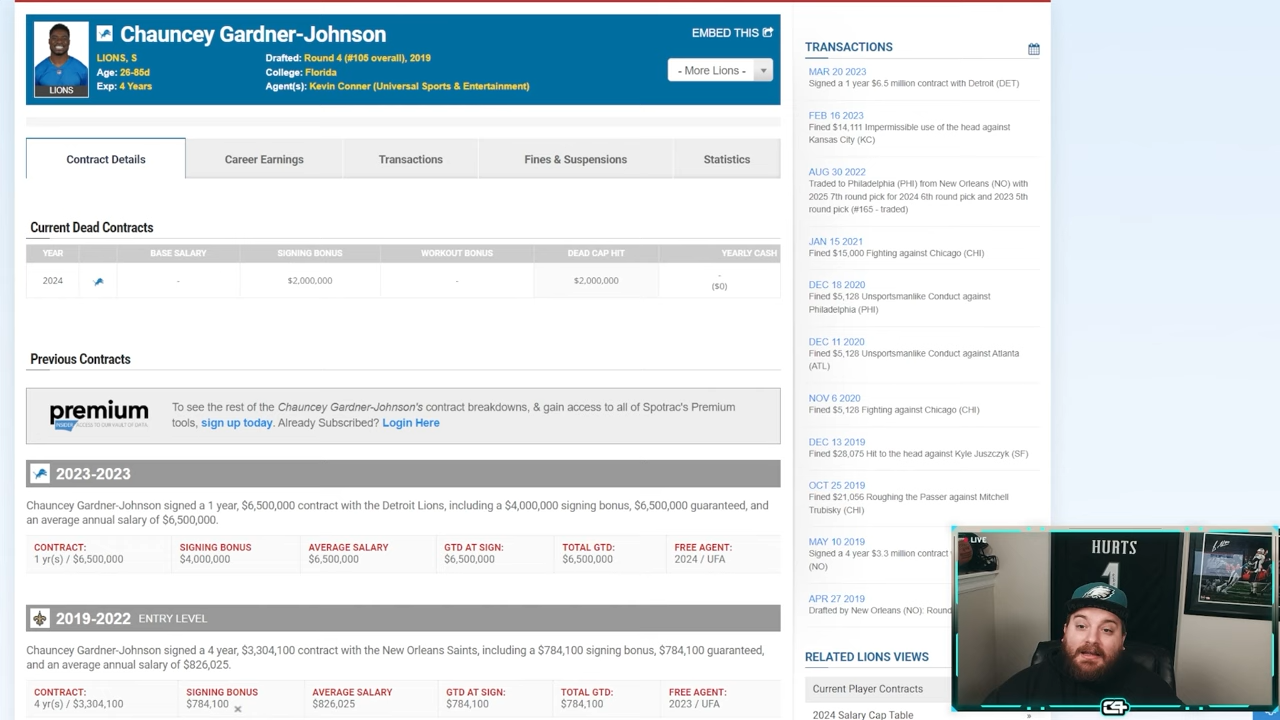 Chauncey Gardner-Johnson
LIONS, S
Age: 26-85d
Exp: 4 Years
Drafted: Round 4 (#105 overall), 2019
College: Florida
Agent(s): Kevin Conner (Universal Sports & Entertainment)
EMBED THIS
- More Lions -
LIONS
Contract Details
Career Earnings
Transactions
Fines & Suspensions
Statistics
Current Dead Contracts
YEAR BASE SALARY SIGNING BONUS WORKOUT BONUS DEAD CAP HIT YEARLY CASH
2024 - $2,000,000 - $2,000,000 -
($0)
Previous Contracts
premium
INSIDER ACCESS TO OUR VAULT OF DATA.
To see the rest of the Chauncey Gardner-Johnson's contract breakdowns, & gain access to all of Spotrac's Premium
tools, sign up today. Already Subscribed? Login Here
2023-2023
Chauncey Gardner-Johnson signed a 1 year, $6,500,000 contract with the Detroit Lions, including a $4,000,000 signing bonus, $6,500,000 guaranteed, and
an average annual salary of $6,500,000.
CONTRACT: SIGNING BONUS AVERAGE SALARY GTD AT SIGN: TOTAL GTD: FREE AGENT:
1 yr(s) / $6,500,000 $4,000,000 $6,500,000 $6,500,000 $6,500,000 2024 / UFA
2019-2022 ENTRY LEVEL
Chauncey Gardner-Johnson signed a 4 year, $3,304,100 contract with the New Orleans Saints, including a $784,100 signing bonus, $784,100 guaranteed,
and an average annual salary of $826,025.
CONTRACT: SIGNING BONUS AVERAGE SALARY GTD AT SIGN: TOTAL GTD: FREE AGENT:
4 yr(s) / $3,304,100 $784,100 $826,025 $784,100 $784,100 2023 / UFA
TRANSACTIONS
MAR 20 2023
Signed a 1 year $6.5 million contract with Detroit (DET)
FEB 16 2023
Fined $14,111 Impermissible use of the head against
Kansas City (KC)
AUG 30 2022
Traded to Philadelphia (PHI) from New Orleans (NO) with
2025 7th round pick for 2024 6th round pick and 2023 5th
round pick (#165 - traded)
JAN 15 2021
Fined $15,000 Fighting against Chicago (CHI)
DEC 18 2020
Fined $5,128 Unsportsmanlike Conduct against
Philadelphia (PHI)
DEC 11 2020
Fined $5,128 Unsportsmanlike Conduct against Atlanta
(ATL)
NOV 6 2020
Fined $5,128 Fighting against Chicago (CHI)
DEC 13 2019
Fined $28,075 Hit to the head against Kyle Juszczyk (SF)
OCT 25 2019
Fined $21,056 Roughing the Passer against Mitchell
Trubisky (CHI)
MAY 10 2019
Signed a 4 year $3.3 million contract
(NO)
APR 27 2019
Drafted by New Orleans (NO): Round
RELATED LIONS VIEWS
Current Player Contracts
2024 Salary Cap Table »
LIVE
HURTS